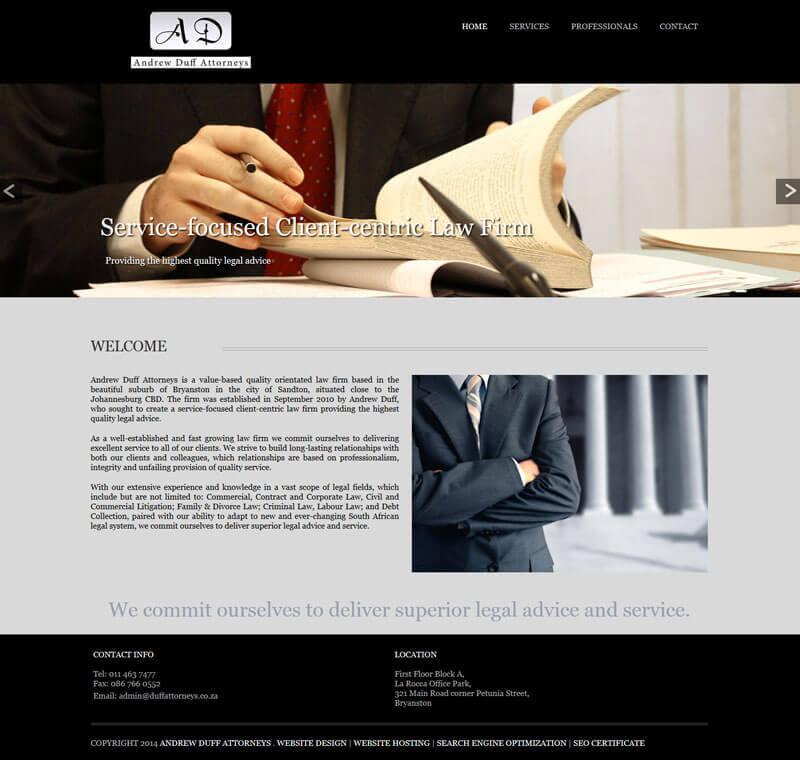 AD
Andrew Duff Attorneys
HOME SERVICES PROFESSIONALS CONTACT
< >
Service-focused Client-centric Law Firm
Providing the highest quality legal advice
WELCOME
Andrew Duff Attorneys is a value-based quality orientated law firm based in the
beautiful suburb of Bryanston in the city of Sandton, situated close to the
Johannesburg CBD. The firm was established in September 2010 by Andrew Duff,
who sought to create a service-focused client-centric law firm providing the highest
quality legal advice.
As a well-established and fast growing law firm we commit ourselves to delivering
excellent service to all of our clients. We strive to build long-lasting relationships with
both our clients and colleagues, which relationships are based on professionalism,
integrity and unfailing provision of quality service.
With our extensive experience and knowledge in a vast scope of legal fields, which
include but are not limited to: Commercial, Contract and Corporate Law, Civil and
Commercial Litigation; Family & Divorce Law; Criminal Law, Labour Law; and Debt
Collection, paired with our ability to adapt to new and ever-changing South African
legal system, we commit ourselves to deliver superior legal advice and service.
We commit ourselves to deliver superior legal advice and service.
CONTACT INFO
Tel: 011 463 7477
Fax: 086 766 0552
Email: admin@duffattorneys.co.za
LOCATION
First Floor Block A,
La Rocca Office Park,
321 Main Road corner Petunia Street,
Bryanston
COPYRIGHT 2014 ANDREW DUFF ATTORNEYS . WEBSITE DESIGN | WEBSITE HOSTING | SEARCH ENGINE OPTIMIZATION | SEO CERTIFICATE